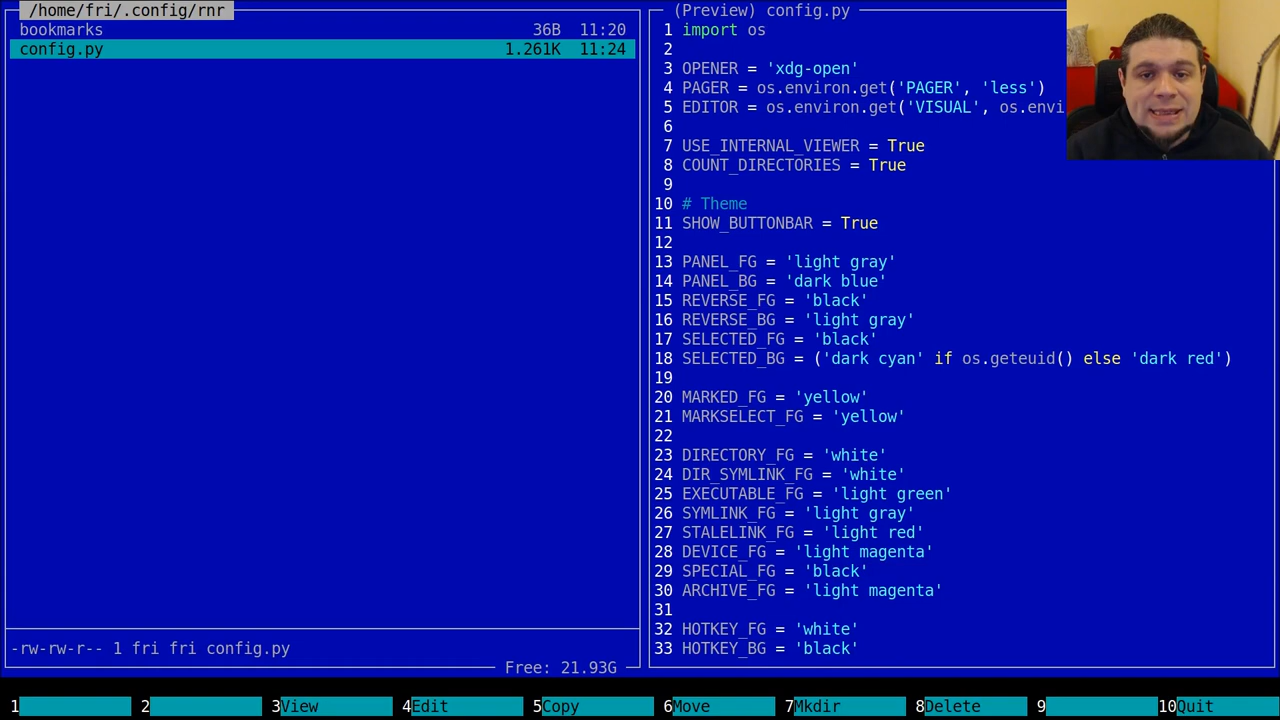 /home/fri/.config/rnr
bookmarks 36B 11:20
config.py 1.261K 11:24
-rw-rw-r-- 1 fri fri config.py
Free: 21.93G
(Preview) config.py
1 import os
2
3 OPENER = 'xdg-open'
4 PAGER = os.environ.get('PAGER', 'less')
5 EDITOR = os.environ.get('VISUAL', os.envi
6
7 USE_INTERNAL_VIEWER = True
8 COUNT_DIRECTORIES = True
9
10 # Theme
11 SHOW_BUTTONBAR = True
12
13 PANEL_FG = 'light gray'
14 PANEL_BG = 'dark blue'
15 REVERSE_FG = 'black'
16 REVERSE_BG = 'light gray'
17 SELECTED_FG = 'black'
18 SELECTED_BG = ('dark cyan' if os.geteuid() else 'dark red')
19
20 MARKED_FG = 'yellow'
21 MARKSELECT_FG = 'yellow'
22
23 DIRECTORY_FG = 'white'
24 DIR_SYMLINK_FG = 'white'
25 EXECUTABLE_FG = 'light green'
26 SYMLINK_FG = 'light gray'
27 STALELINK_FG = 'light red'
28 DEVICE_FG = 'light magenta'
29 SPECIAL_FG = 'black'
30 ARCHIVE_FG = 'light magenta'
31
32 HOTKEY_FG = 'white'
33 HOTKEY_BG = 'black'
1 2 3View 4Edit 5Copy 6Move 7Mkdir 8Delete 9 10Quit